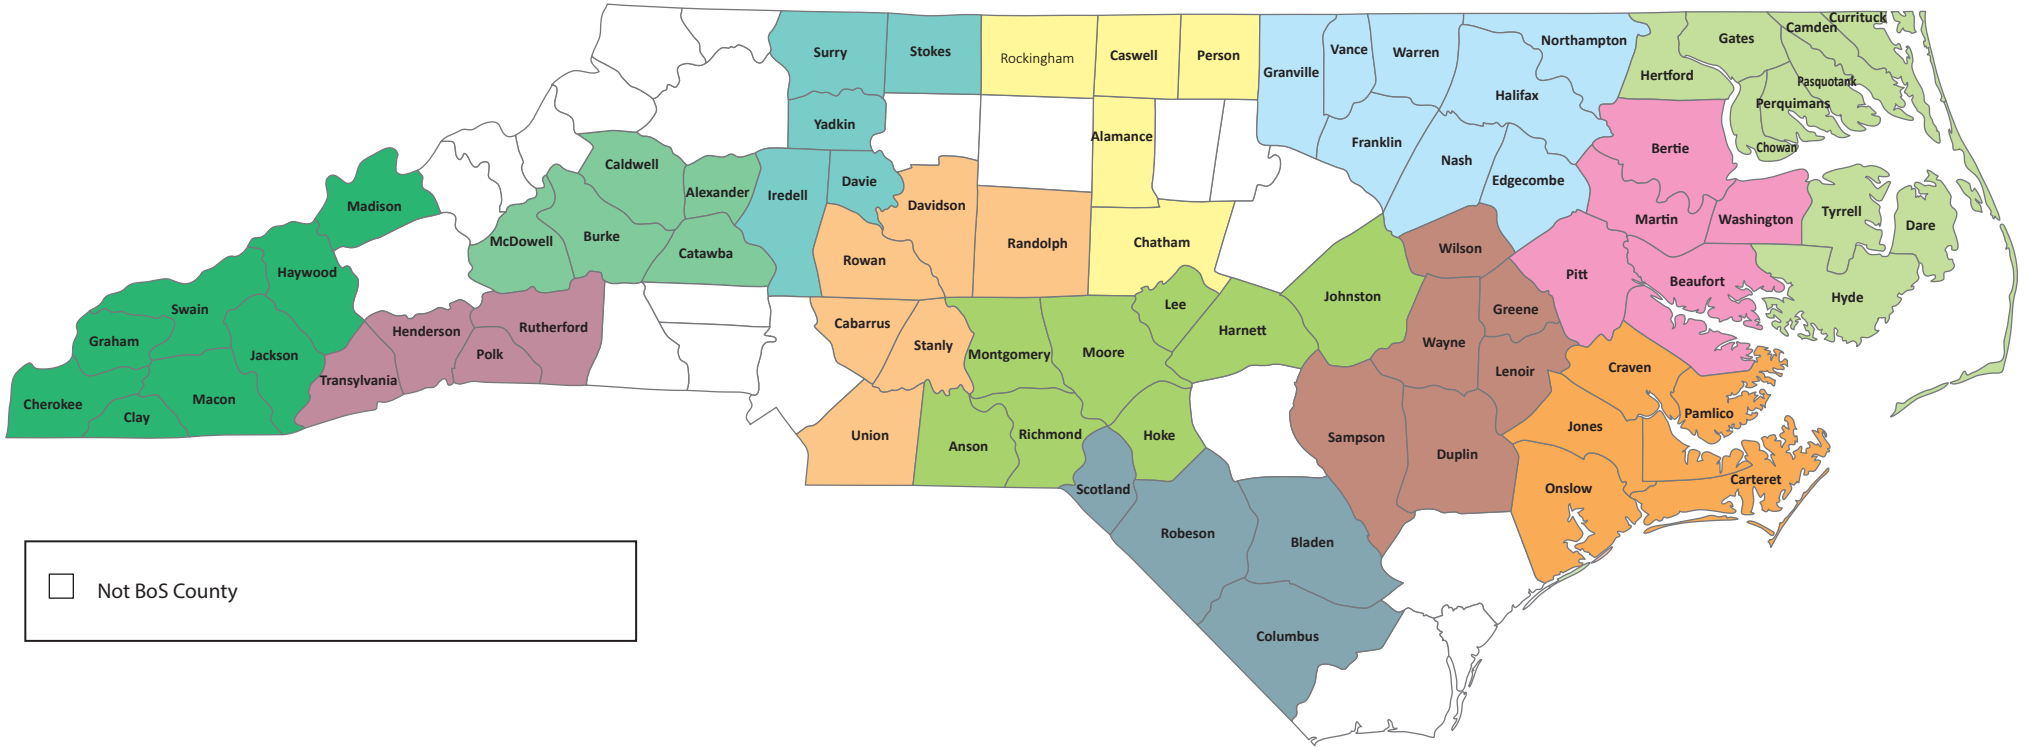 Surry
Stokes
Rockingham
Caswell
Person
Granville
Vance
Warren
Northampton
Halifax
Hertford
Gates
Camden
Currituck
Pasquotank
Perquimans
Chowan
Yadkin
Alamance
Franklin
Nash
Edgecombe
Bertie
Martin
Washington
Tyrrell
Dare
Madison
Caldwell
Alexander
Iredell
Davie
Davidson
Randolph
Chatham
McDowell
Burke
Catawba
Rowan
Wilson
Pitt
Beaufort
Hyde
Haywood
Swain
Graham
Jackson
Henderson
Rutherford
Polk
Transylvania
Cherokee
Clay
Macon
Cabarrus
Stanly
Montgomery
Moore
Lee
Harnett
Johnston
Greene
Wayne
Lenoir
Craven
Pamlico
Jones
Union
Anson
Richmond
Hoke
Scotland
Sampson
Duplin
Onslow
Carteret
Robeson
Bladen
Columbus
Not BoS County